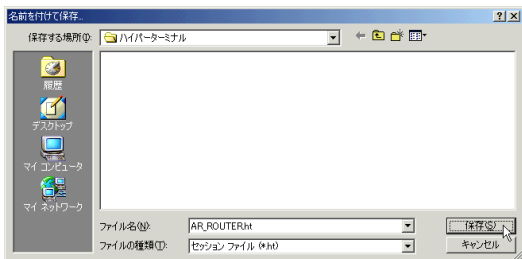 名前を付けて保存...
保存する場所(I): ハイパーターミナル
履歴
デスクトップ
マイ コンピュータ
マイ ネットワーク
ファイル名(N): AR_ROUTER.ht 保存(S)
ファイルの種類(T): セッション ファイル (*.ht) キャンセル